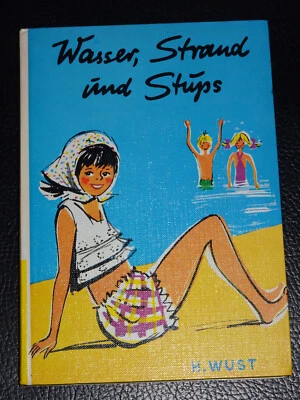 Wasser, Strand
und Stups
H. WUST